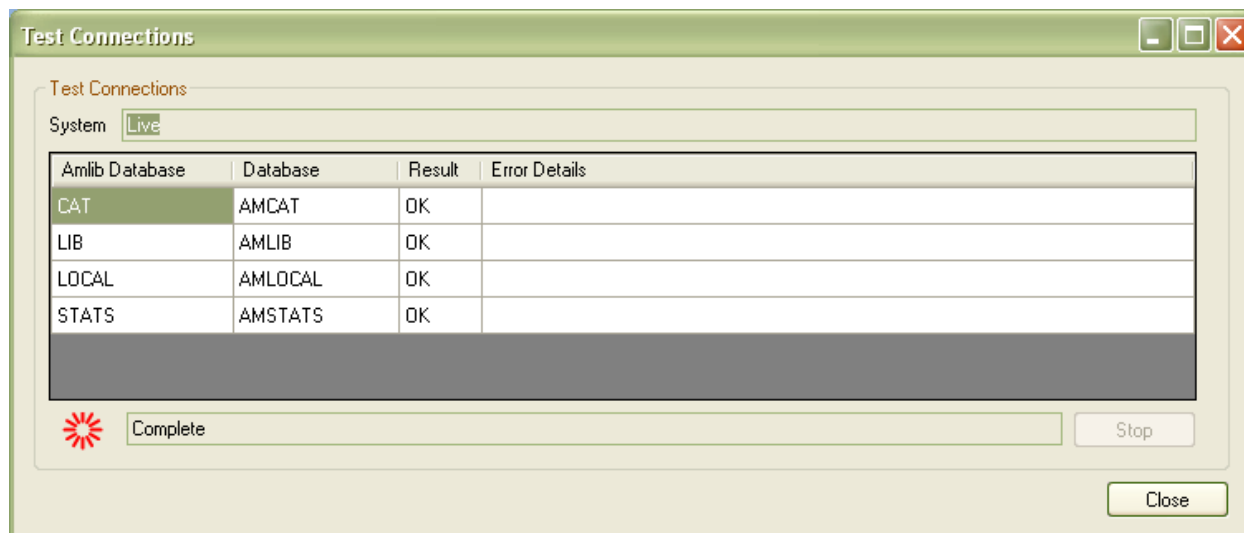 Test Connections
Test Connections
System Live
Amlib Database Database Result Error Details
CAT AMCAT OK
LIB AMLIB OK
LOCAL AMLOCAL OK
STATS AMSTATS OK
Complete Stop
Close